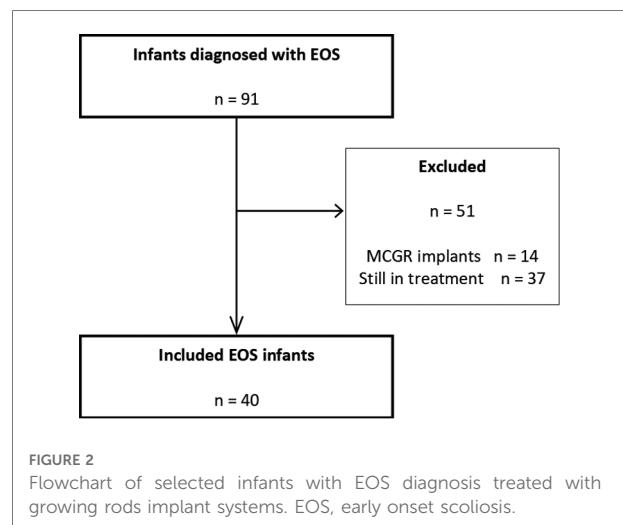 Infants diagnosed with EOS
n = 91
Excluded
n = 51
MCGR implants n = 14
Still in treatment n = 37
Included EOS infants
n = 40
FIGURE 2
Flowchart of selected infants with EOS diagnosis treated with
growing rods implant systems. EOS, early onset scoliosis.